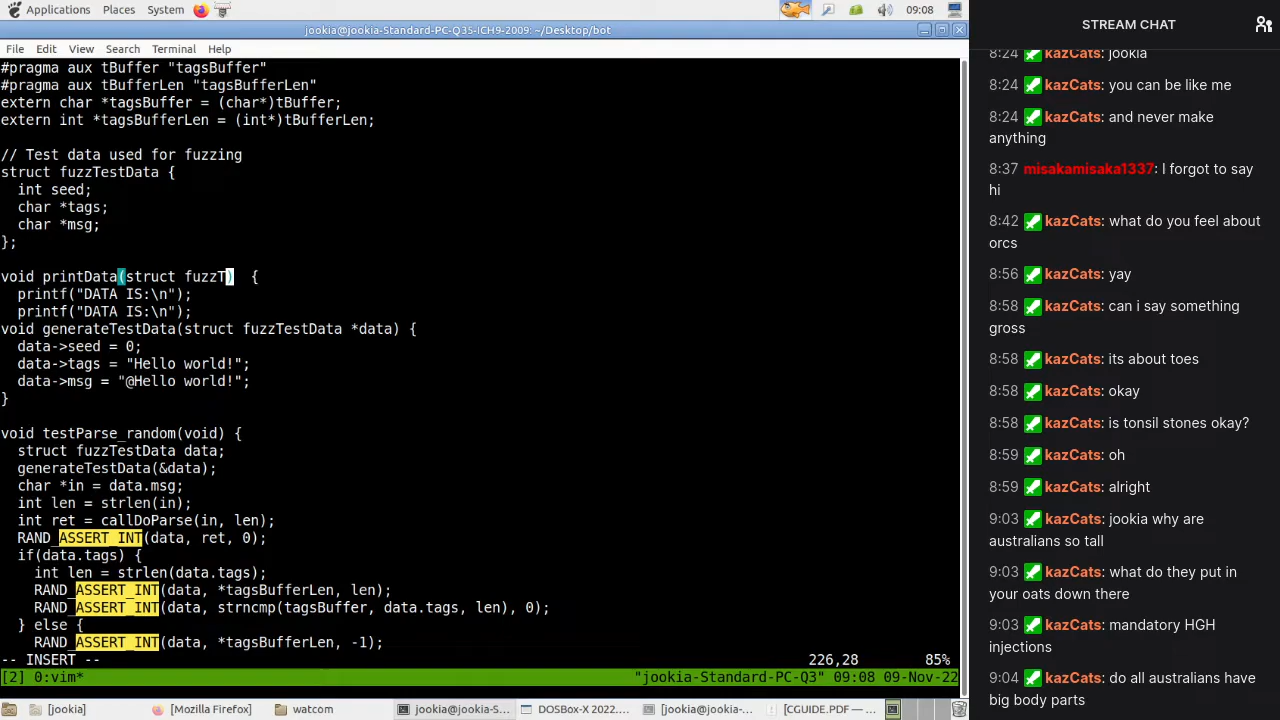 Applications Places System 09:08
jookia@jookia-Standard-PC-Q35-ICH9-2009: ~/Desktop/bot
File Edit View Search Terminal Help
#pragma aux tBuffer "tagsBuffer"
#pragma aux tBufferLen "tagsBufferLen"
extern char *tagsBuffer = (char*)tBuffer;
extern int *tagsBufferLen = (int*)tBufferLen;
// Test data used for fuzzing
struct fuzzTestData {
  int seed;
  char *tags;
  char *msg;
};
void printData(struct fuzzT)  {
  printf("DATA IS:\n");
  printf("DATA IS:\n");
void generateTestData(struct fuzzTestData *data) {
  data->seed = 0;
  data->tags = "Hello world!";
  data->msg = "@Hello world!";
}
void testParse_random(void) {
  struct fuzzTestData data;
  generateTestData(&data);
  char *in = data.msg;
  int len = strlen(in);
  int ret = callDoParse(in, len);
  RAND_ASSERT_INT(data, ret, 0);
  if(data.tags) {
    int len = strlen(data.tags);
    RAND_ASSERT_INT(data, *tagsBufferLen, len);
    RAND_ASSERT_INT(data, strncmp(tagsBuffer, data.tags, len), 0);
  } else {
    RAND_ASSERT_INT(data, *tagsBufferLen, -1);
-- INSERT -- 226,28 85%
[2] 0:vim* "jookia-Standard-PC-Q3" 09:08 09-Nov-22
[jookia] [Mozilla Firefox] watcom jookia@jookia-S... DOSBox-X 2022.... [jookia@jookia-... [CGUIDE.PDF — ...
STREAM CHAT
8:24 kazCats: jookia
8:24 kazCats: you can be like me
8:24 kazCats: and never make
anything
8:37 misakamisaka1337: I forgot to say
hi
8:42 kazCats: what do you feel about
orcs
8:56 kazCats: yay
8:58 kazCats: can i say something
gross
8:58 kazCats: its about toes
8:58 kazCats: okay
8:58 kazCats: is tonsil stones okay?
8:59 kazCats: oh
8:59 kazCats: alright
9:03 kazCats: jookia why are
australians so tall
9:03 kazCats: what do they put in
your oats down there
9:03 kazCats: mandatory HGH
injections
9:04 kazCats: do all australians have
big body parts